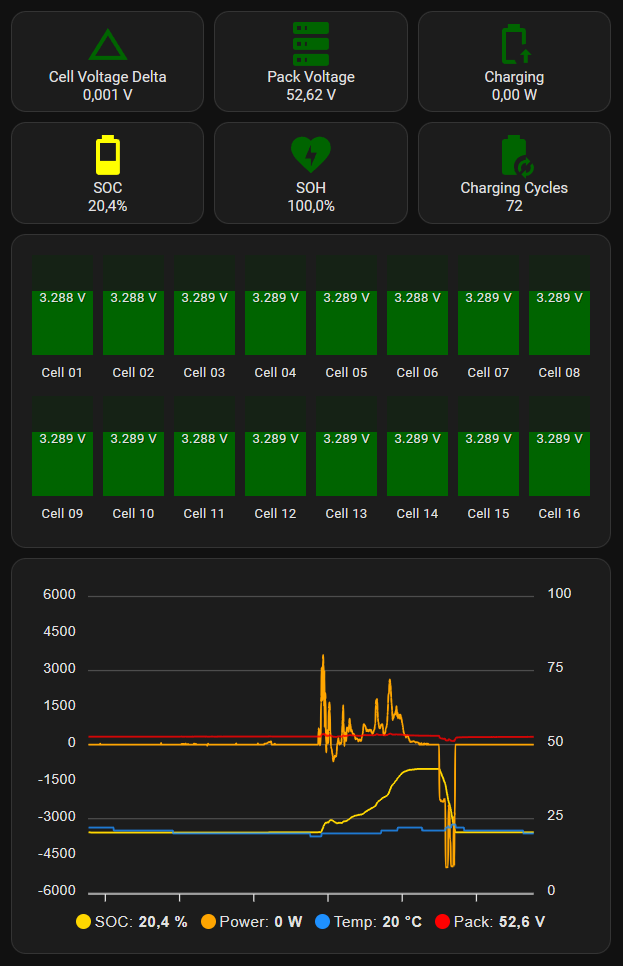 Cell Voltage Delta Pack Voltage Charging
0,001 V 52,62 V 0,00 W
SOC SOH Charging Cycles
20,4% 100,0% 72
3.288 V 3.288 V 3.289 V 3.289 V 3.289 V 3.288 V 3.289 V 3.289 V
Cell 01 Cell 02 Cell 03 Cell 04 Cell 05 Cell 06 Cell 07 Cell 08
3.289 V 3.289 V 3.288 V 3.289 V 3.289 V 3.289 V 3.289 V 3.289 V
Cell 09 Cell 10 Cell 11 Cell 12 Cell 13 Cell 14 Cell 15 Cell 16
6000 100
4500
3000 75
1500
0 50
-1500
-3000 25
-4500
-6000 0
SOC: 20,4 % Power: 0 W Temp: 20 °C Pack: 52,6 V